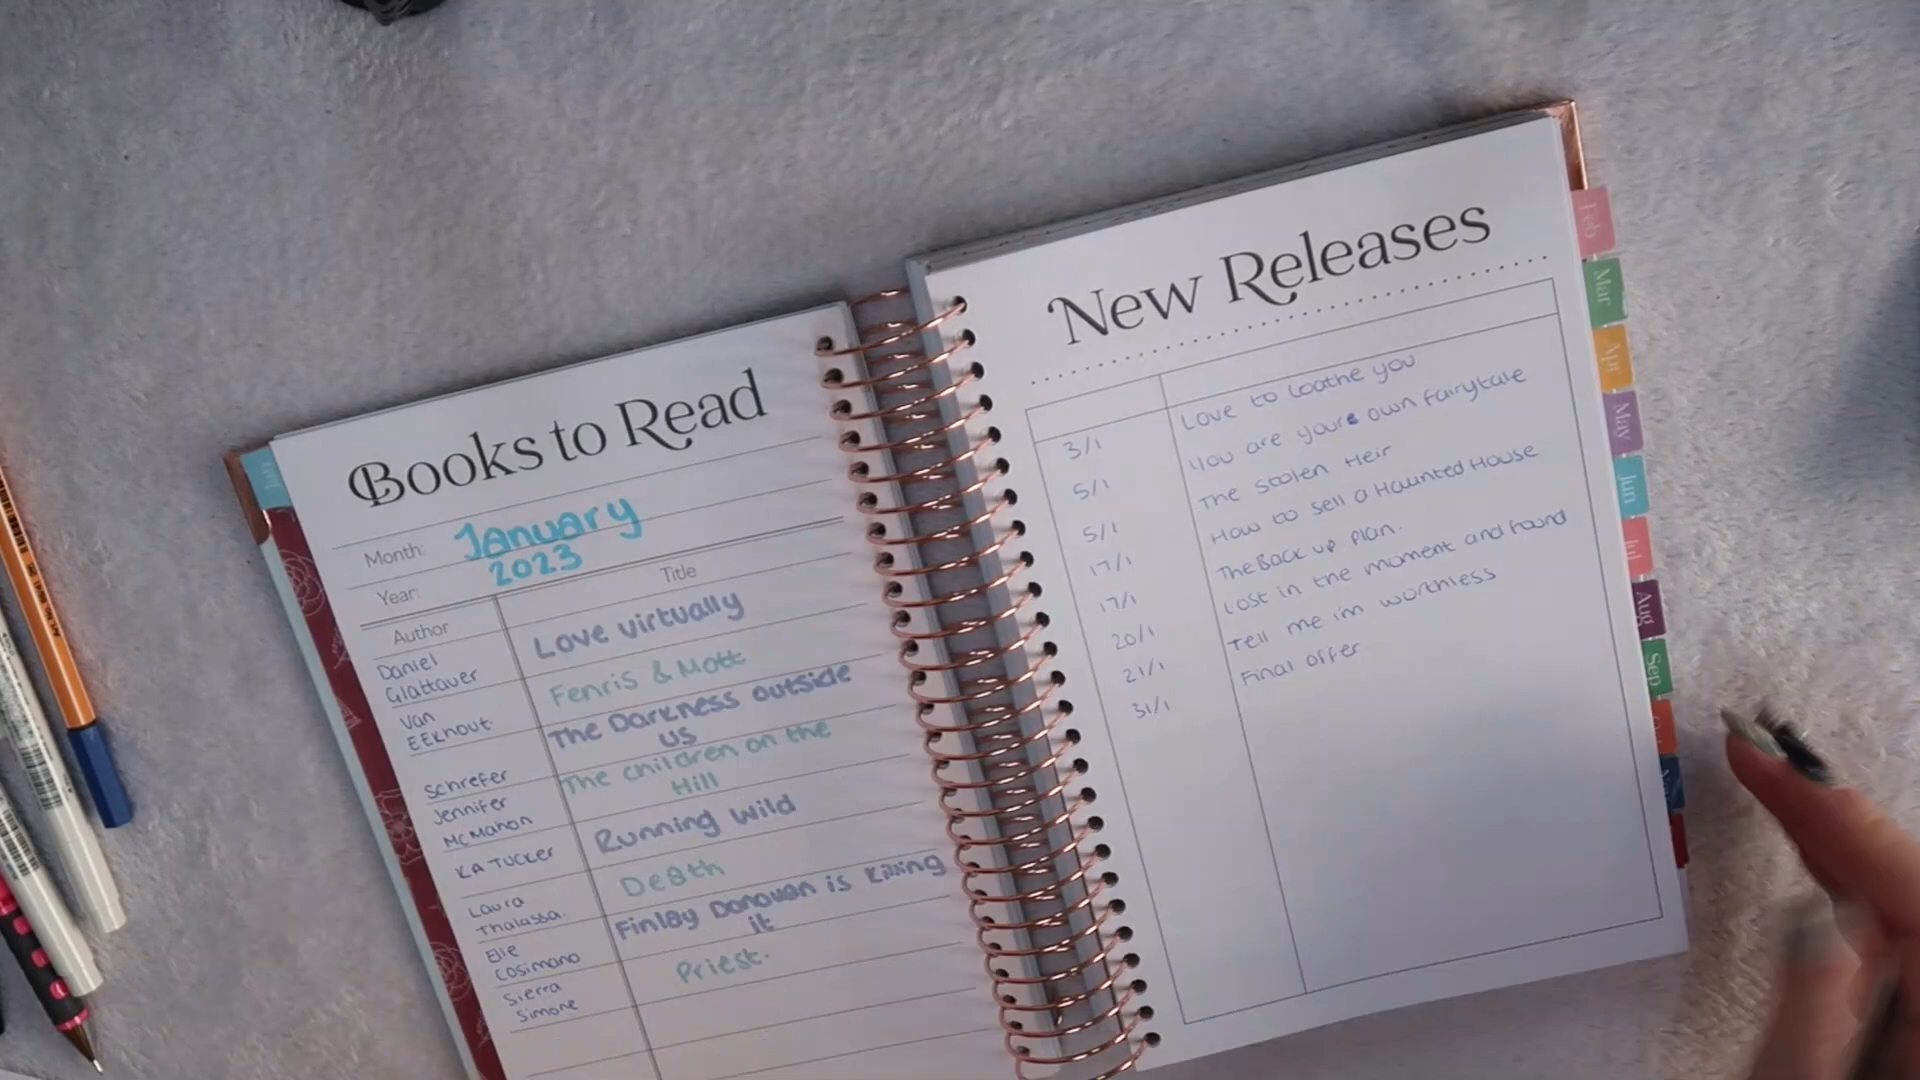 Books to Read
Month: January
Year: 2023
Author Title
Daniel Glattauer Love virtually
Van EEkhout. Fenris & Mott
Schrefer The Darkness outside us
Jennifer McMahon The children on the Hill
KA TUCKER Running Wild
Laura Thalassa. Death
Elle Cosimano Finlay Donovan is killing it
Sierra Simone Priest.
New Releases
3/1 Love to Loathe you
5/1 You are youre own fairytale
5/1 The stolen Heir
17/1 How to sell a Haunted House
17/1 The Back up plan.
20/1 Lost in the moment and found
21/1 Tell me i'm worthless
31/1 Final offer
Feb
Mar
Apr
May
Jun
Jul
Aug
Sep